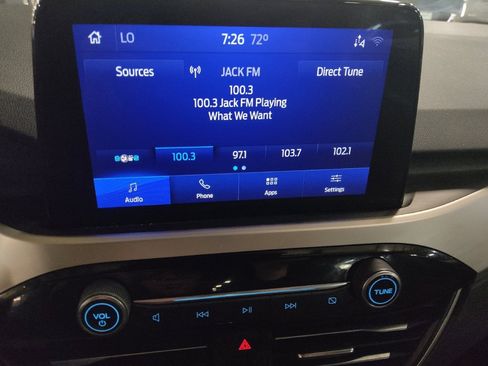 LO 7:26 72°
Sources JACK FM Direct Tune
100.3
100.3 Jack FM Playing
What We Want
100.3 97.1 103.7 102.1
Audio Phone Apps Settings
VOL TUNE